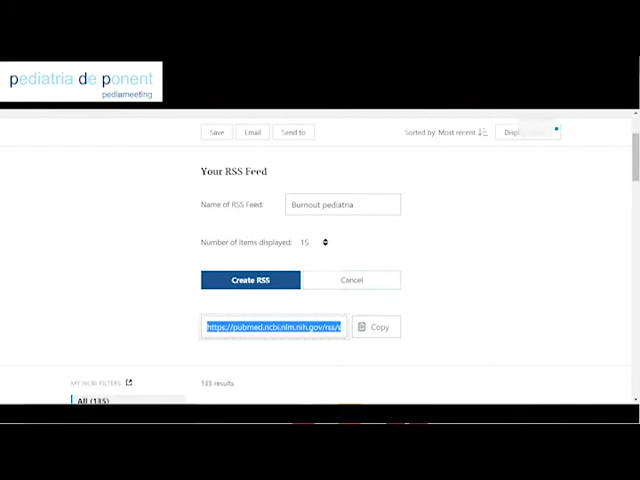 pediatria de ponent
pediameeting
Save Email Send to Sorted by: Most recent
Your RSS Feed
Name of RSS Feed: Burnout pediatria
Number of items displayed: 15
Create RSS Cancel
https://pubmed.ncbi.nlm.nih.gov/rss/s Copy
MY NCBI FILTERS 135 results
All (135)